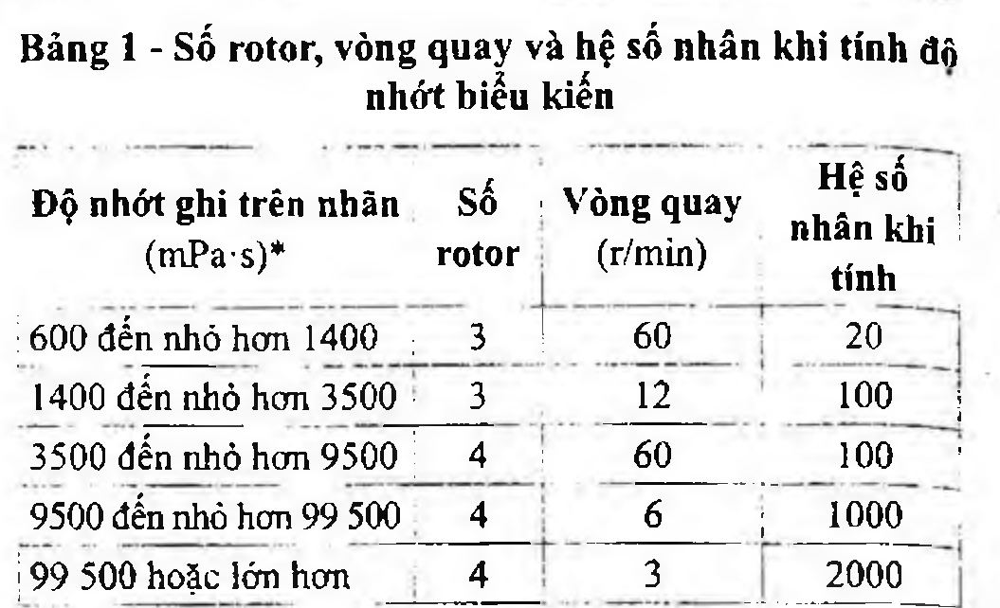 Bảng 1 - Số rotor, vòng quay và hệ số nhân khi tính độ
nhớt biểu kiến
Độ nhớt ghi trên nhãn (mPa·s)* Số rotor Vòng quay (r/min) Hệ số nhân khi tính
600 đến nhỏ hơn 1400 3 60 20
1400 đến nhỏ hơn 3500 3 12 100
3500 đến nhỏ hơn 9500 4 60 100
9500 đến nhỏ hơn 99 500 4 6 1000
99 500 hoặc lớn hơn 4 3 2000